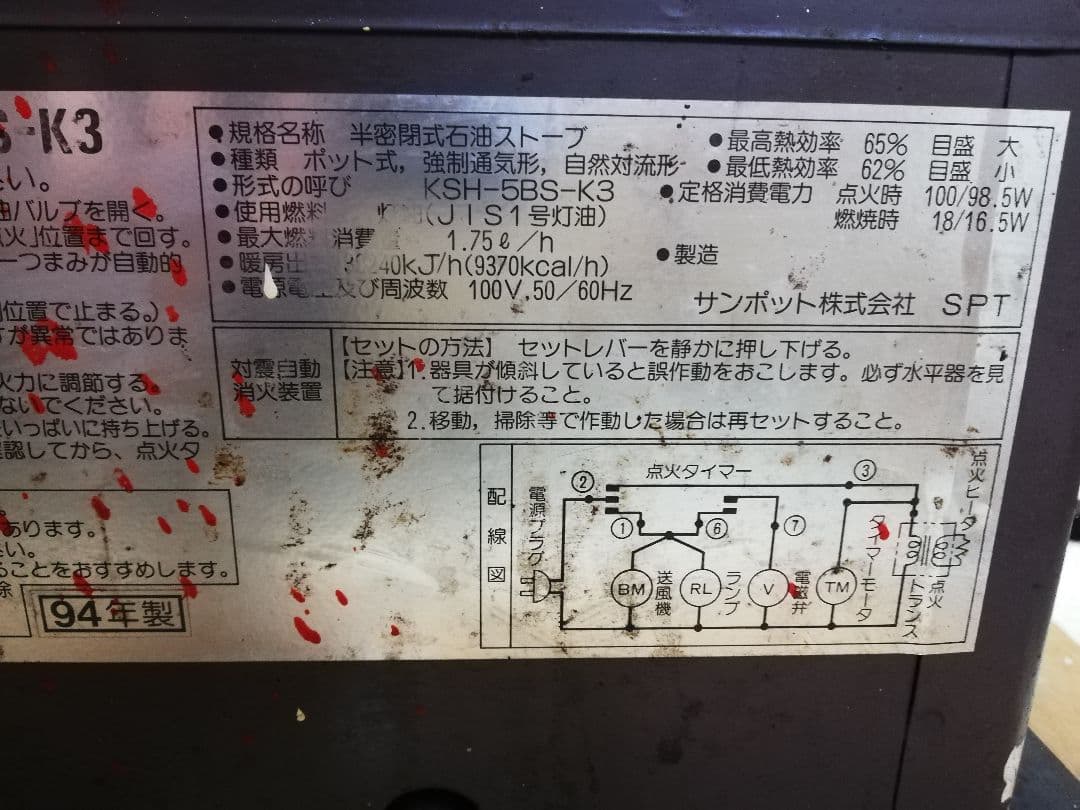 S-K3
い。
油バルブを開く。
点火」位置まで回す。
ーつまみが自動的
位置で止まる。)
すが異常ではありま
火力に調節する。
ないでください。
いっぱいに持ち上げる。
確認してから、点火タ
あります。
さい。
ることをおすすめします。
94年製
●規格名称 半密閉式石油ストーブ
●種類 ポット式,強制通気形,自然対流形
●形式の呼び KSH-5BS-K3
●使用燃料 (JIS1号灯油)
●最大燃料消費量 1.75ℓ/h
●暖房出 240kJ/h(9370kcal/h)
●電源電圧及び周波数 100V,50/60Hz
●最高熱効率 65% 目盛 大
●最低熱効率 62% 目盛 小
●定格消費電力 点火時 100/98.5W
燃焼時 18/16.5W
●製造
サンポット株式会社 SPT
対震自動
消火装置
【セットの方法】 セットレバーを静かに押し下げる。
【注意】1.器具が傾斜していると誤作動をおこします。必ず水平器を見
て据付けること。
2.移動,掃除等で作動した場合は再セットすること。
配線図
電源プラグ
点火タイマー
②
③
①
⑥
⑦
BM
送風機
RL
ランプ
V
電磁弁
TM
タイマーモータ
点火トランス
点火ヒータ